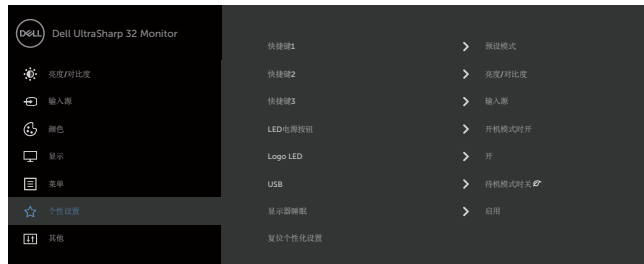 DELL
Dell UltraSharp 32 Monitor
亮度/对比度
输入源
颜色
显示
菜单
个性设置
其他
快捷键1 预设模式
快捷键2 亮度/对比度
快捷键3 输入源
LED电源按钮 开机模式时开
Logo LED 开
USB 待机模式时关
显示器睡眠 启用
复位个性化设置